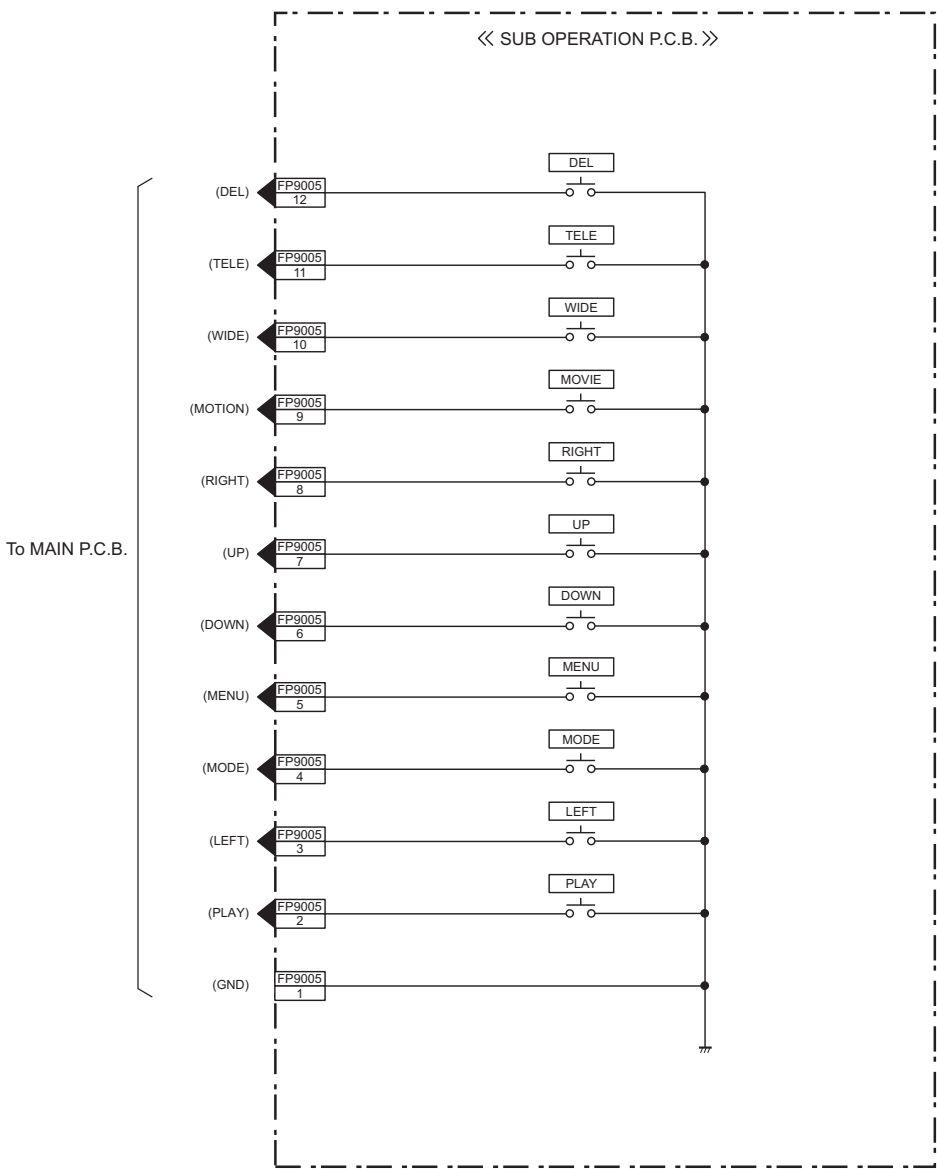 ≪ SUB OPERATION P.C.B. ≫
DEL
(DEL) FP9005
12
TELE
(TELE) FP9005
11
WIDE
(WIDE) FP9005
10
MOVIE
(MOTION) FP9005
9
RIGHT
(RIGHT) FP9005
8
UP
To MAIN P.C.B.
(UP) FP9005
7
DOWN
(DOWN) FP9005
6
MENU
(MENU) FP9005
5
MODE
(MODE) FP9005
4
LEFT
(LEFT) FP9005
3
PLAY
(PLAY) FP9005
2
(GND) FP9005
1